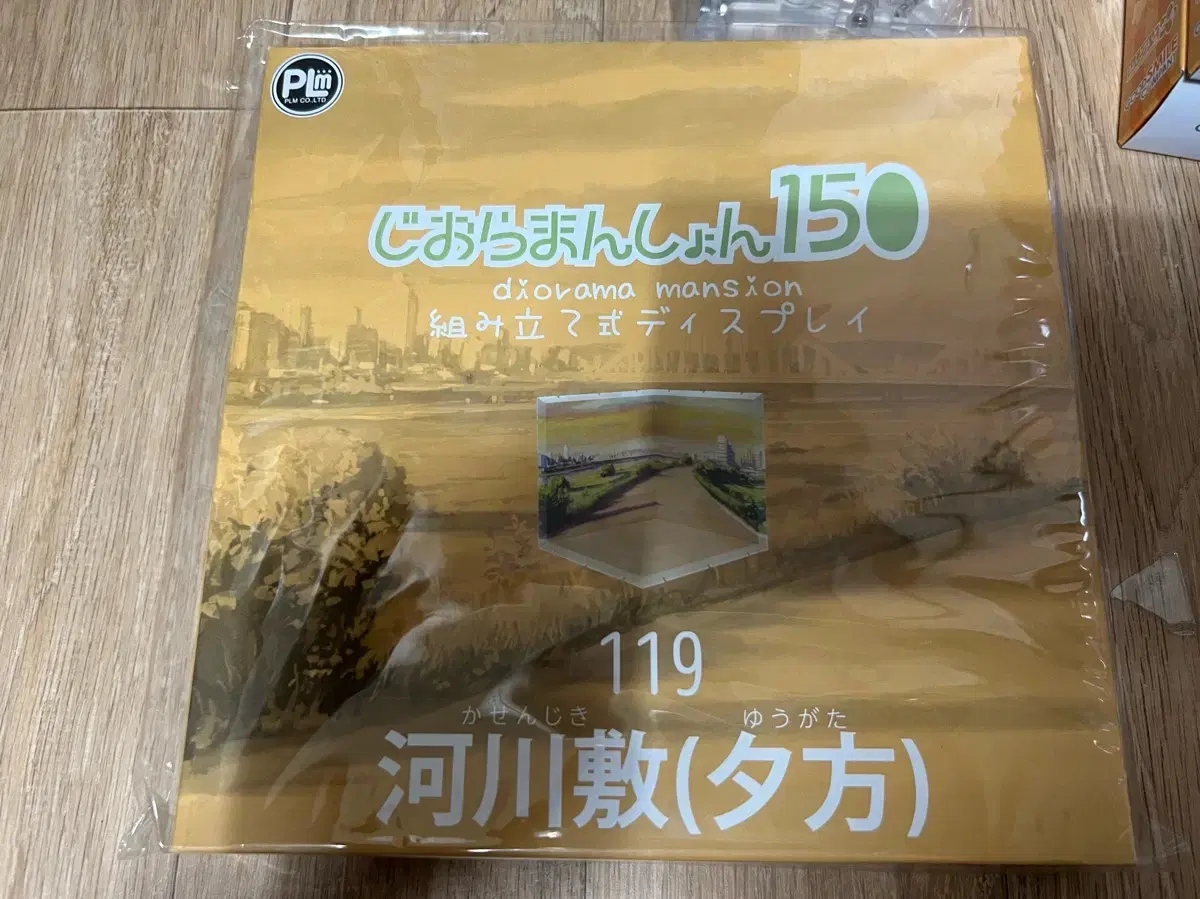 PLm
PLM CO.,LTD
じおらまんしょん150
diorama mansion
組み立て式ディスプレイ
119
かせんじき ゆうがた
河川敷(夕方)
SMILE